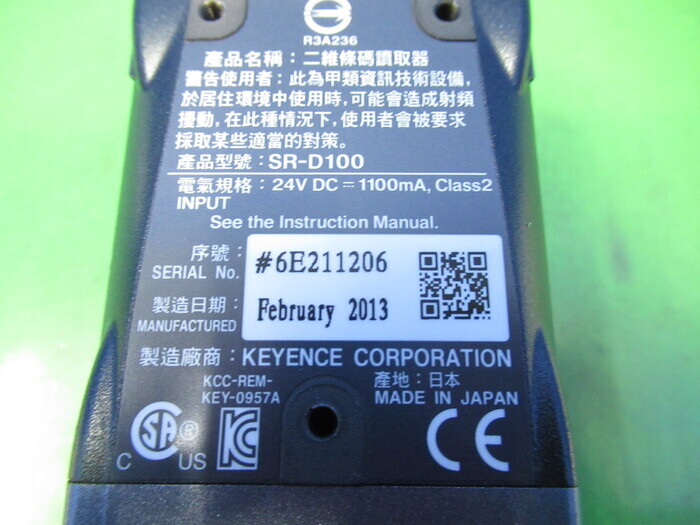 R3A236
產品名稱：二維條碼讀取器
警告使用者：此為甲類資訊技術設備，
於居住環境中使用時，可能會造成射頻
擾動，在此種情況下，使用者會被要求
採取某些適當的對策。
產品型號：SR-D100
電氣規格：24V DC ⎓ 1100mA, Class2
INPUT
See the Instruction Manual.
序號：
SERIAL No.
#6E211206
製造日期：
MANUFACTURED
February 2013
製造廠商：KEYENCE CORPORATION
KCC-REM-
KEY-0957A
產地：日本
MADE IN JAPAN
C SA ® US
KC
CE